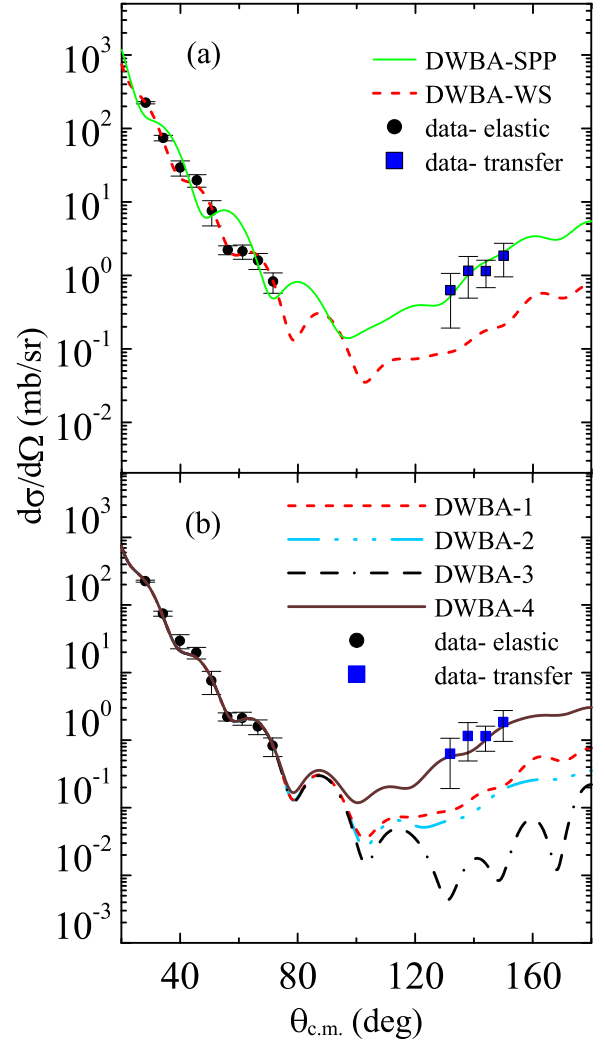 (a)
DWBA-SPP
DWBA-WS
data- elastic
data- transfer
10³
10²
10¹
10⁰
10⁻¹
10⁻²
dσ/dΩ (mb/sr)
(b)
DWBA-1
DWBA-2
DWBA-3
DWBA-4
data- elastic
data- transfer
10³
10²
10¹
10⁰
10⁻¹
10⁻²
10⁻³
40 80 120 160
θc.m. (deg)